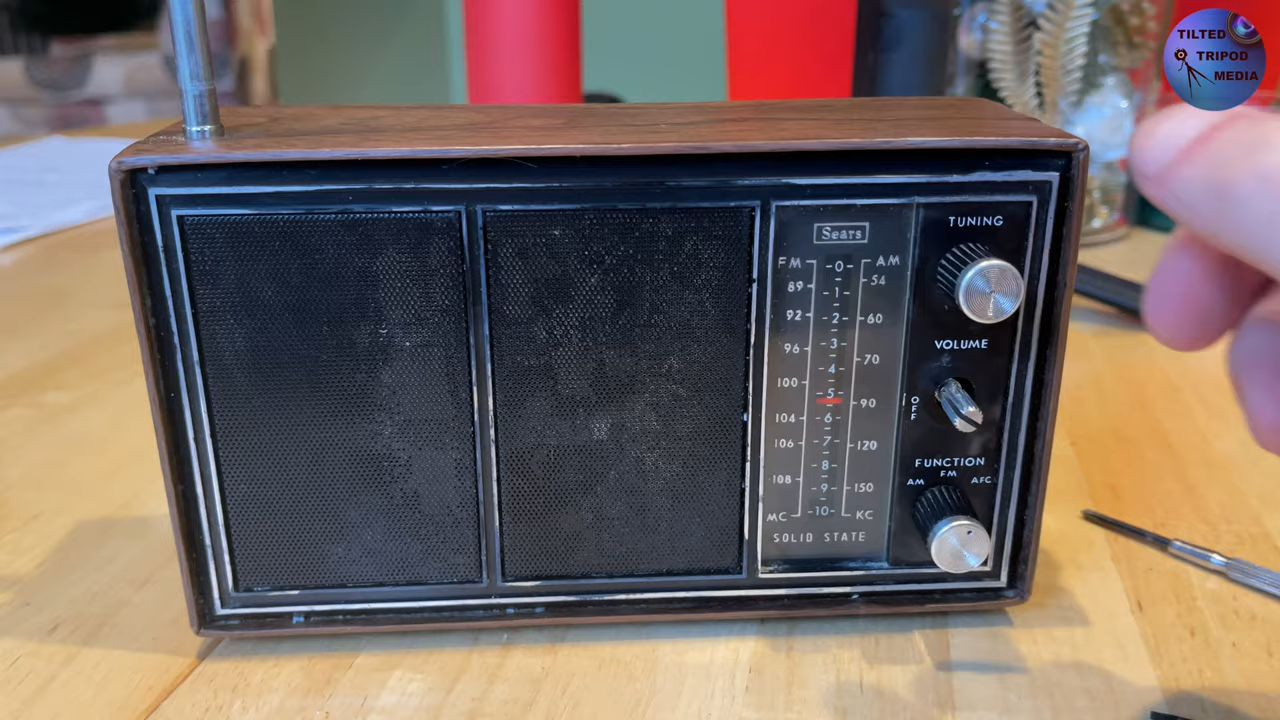 TILTED
TRIPOD
MEDIA
Sears
TUNING
FM 0 AM
89 54
1
92 2 60
96 3 70
4
100 5 90
104 6
106 7 120
8
108 9 150
MC 10 KC
SOLID STATE
VOLUME
OFF
FUNCTION
AM FM AFC